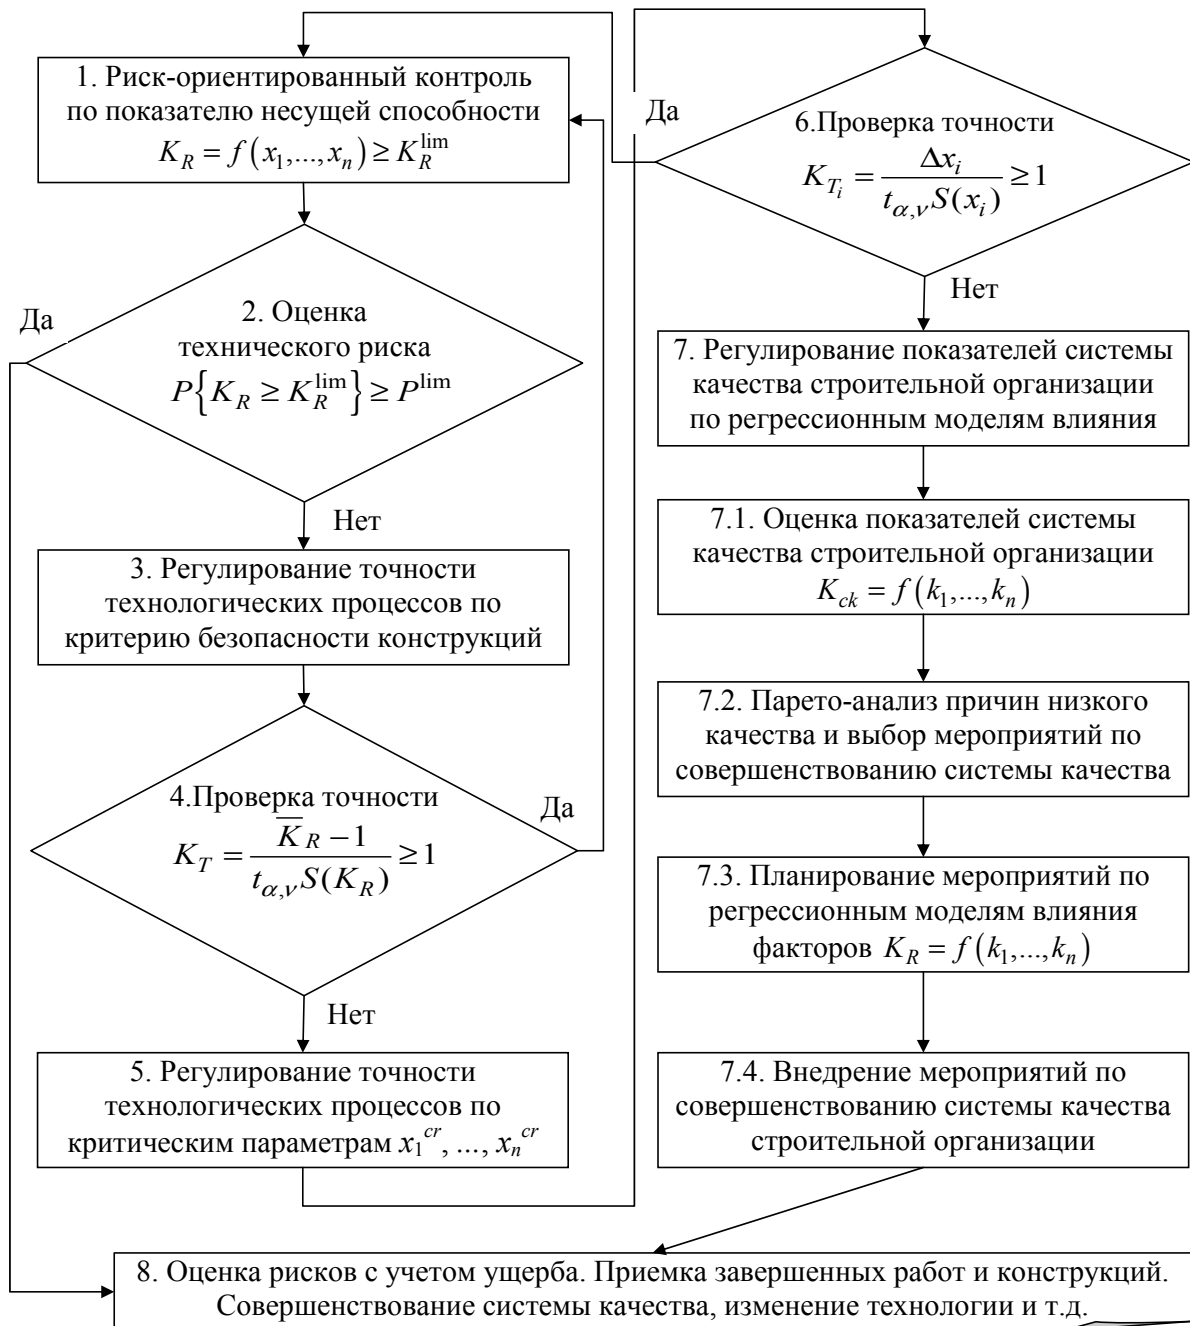 1. Риск-ориентированный контроль
по показателю несущей способности
K_R = f(x_1,...,x_n) ≥ K_R^lim
Да
2. Оценка
технического риска
P{K_R ≥ K_R^lim} ≥ P^lim
Нет
3. Регулирование точности
технологических процессов по
критерию безопасности конструкций
4.Проверка точности
Да
K_T = (K̅_R − 1) / (t_{α,ν} S(K_R)) ≥ 1
Нет
5. Регулирование точности
технологических процессов по
критическим параметрам x_1^cr, ..., x_n^cr
Да
6.Проверка точности
K_{T_i} = Δx_i / (t_{α,ν} S(x_i)) ≥ 1
Нет
7. Регулирование показателей системы
качества строительной организации
по регрессионным моделям влияния
7.1. Оценка показателей системы
качества строительной организации
K_ck = f(k_1,...,k_n)
7.2. Парето-анализ причин низкого
качества и выбор мероприятий по
совершенствованию системы качества
7.3. Планирование мероприятий по
регрессионным моделям влияния
факторов K_R = f(k_1,...,k_n)
7.4. Внедрение мероприятий по
совершенствованию системы качества
строительной организации
8. Оценка рисков с учетом ущерба. Приемка завершенных работ и конструкций.
Совершенствование системы качества, изменение технологии и т.д.